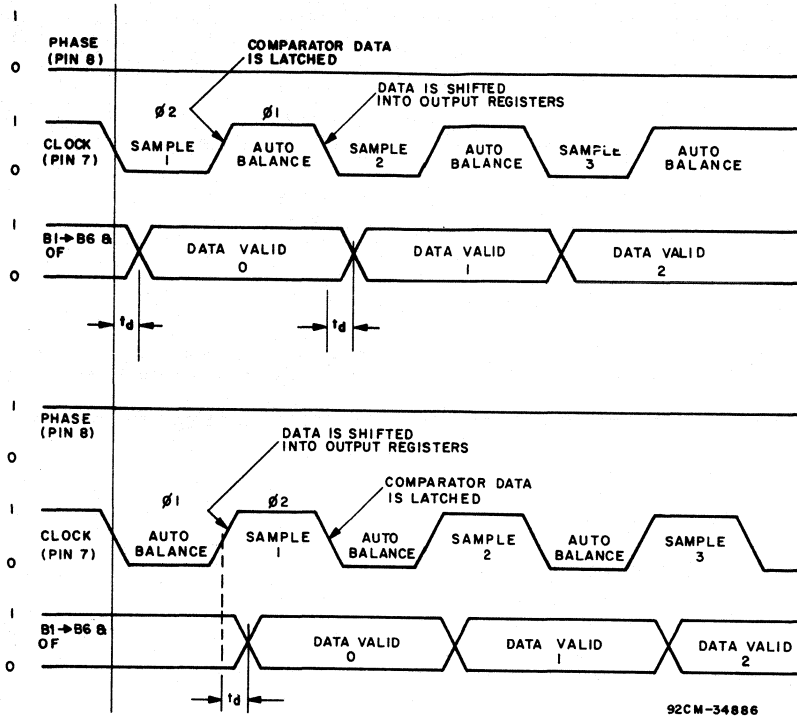 1
PHASE
(PIN 8)
0
COMPARATOR DATA
IS LATCHED
DATA IS SHIFTED
INTO OUTPUT REGISTERS
ø2
ø1
1
CLOCK
(PIN 7)
0
SAMPLE
1
AUTO
BALANCE
SAMPLE
2
AUTO
BALANCE
SAMPLE
3
AUTO
BALANCE
1
B1→B6 &
OF
0
DATA VALID
0
DATA VALID
1
DATA VALID
2
td
td
1
PHASE
(PIN 8)
0
DATA IS SHIFTED
INTO OUTPUT REGISTERS
COMPARATOR DATA
IS LATCHED
ø1
ø2
1
CLOCK
(PIN 7)
0
AUTO
BALANCE
SAMPLE
1
AUTO
BALANCE
SAMPLE
2
AUTO
BALANCE
SAMPLE
3
1
B1→B6 &
OF
0
DATA VALID
0
DATA VALID
1
DATA VALID
2
td
92CM-34886